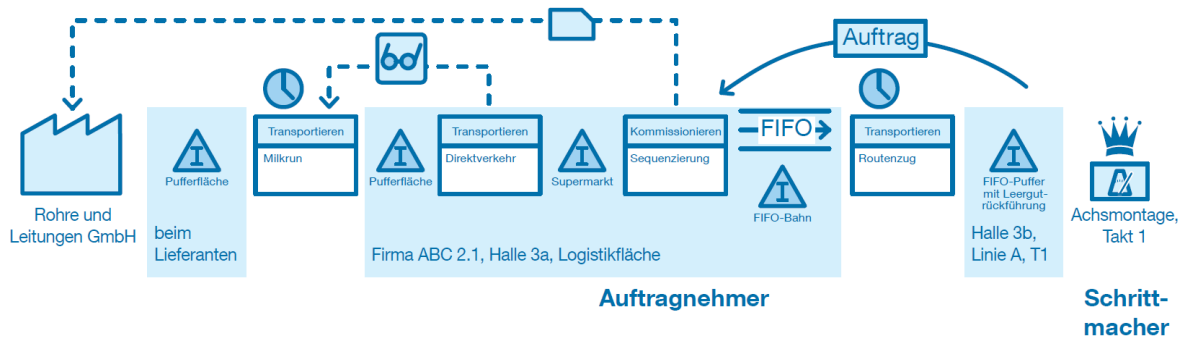 Auftrag
Transportieren
Milkrun
Transportieren
Direktverkehr
Kommissionieren
Sequenzierung
FIFO
Transportieren
Routenzug
I
Pufferfläche
I
Pufferfläche
I
Supermarkt
I
FIFO-Bahn
I
FIFO-Puffer
mit Leergut-
rückführung
Rohre und
Leitungen GmbH
beim
Lieferanten
Firma ABC 2.1, Halle 3a, Logistikfläche
Halle 3b,
Linie A, T1
Achsmontage,
Takt 1
Auftragnehmer
Schritt-
macher